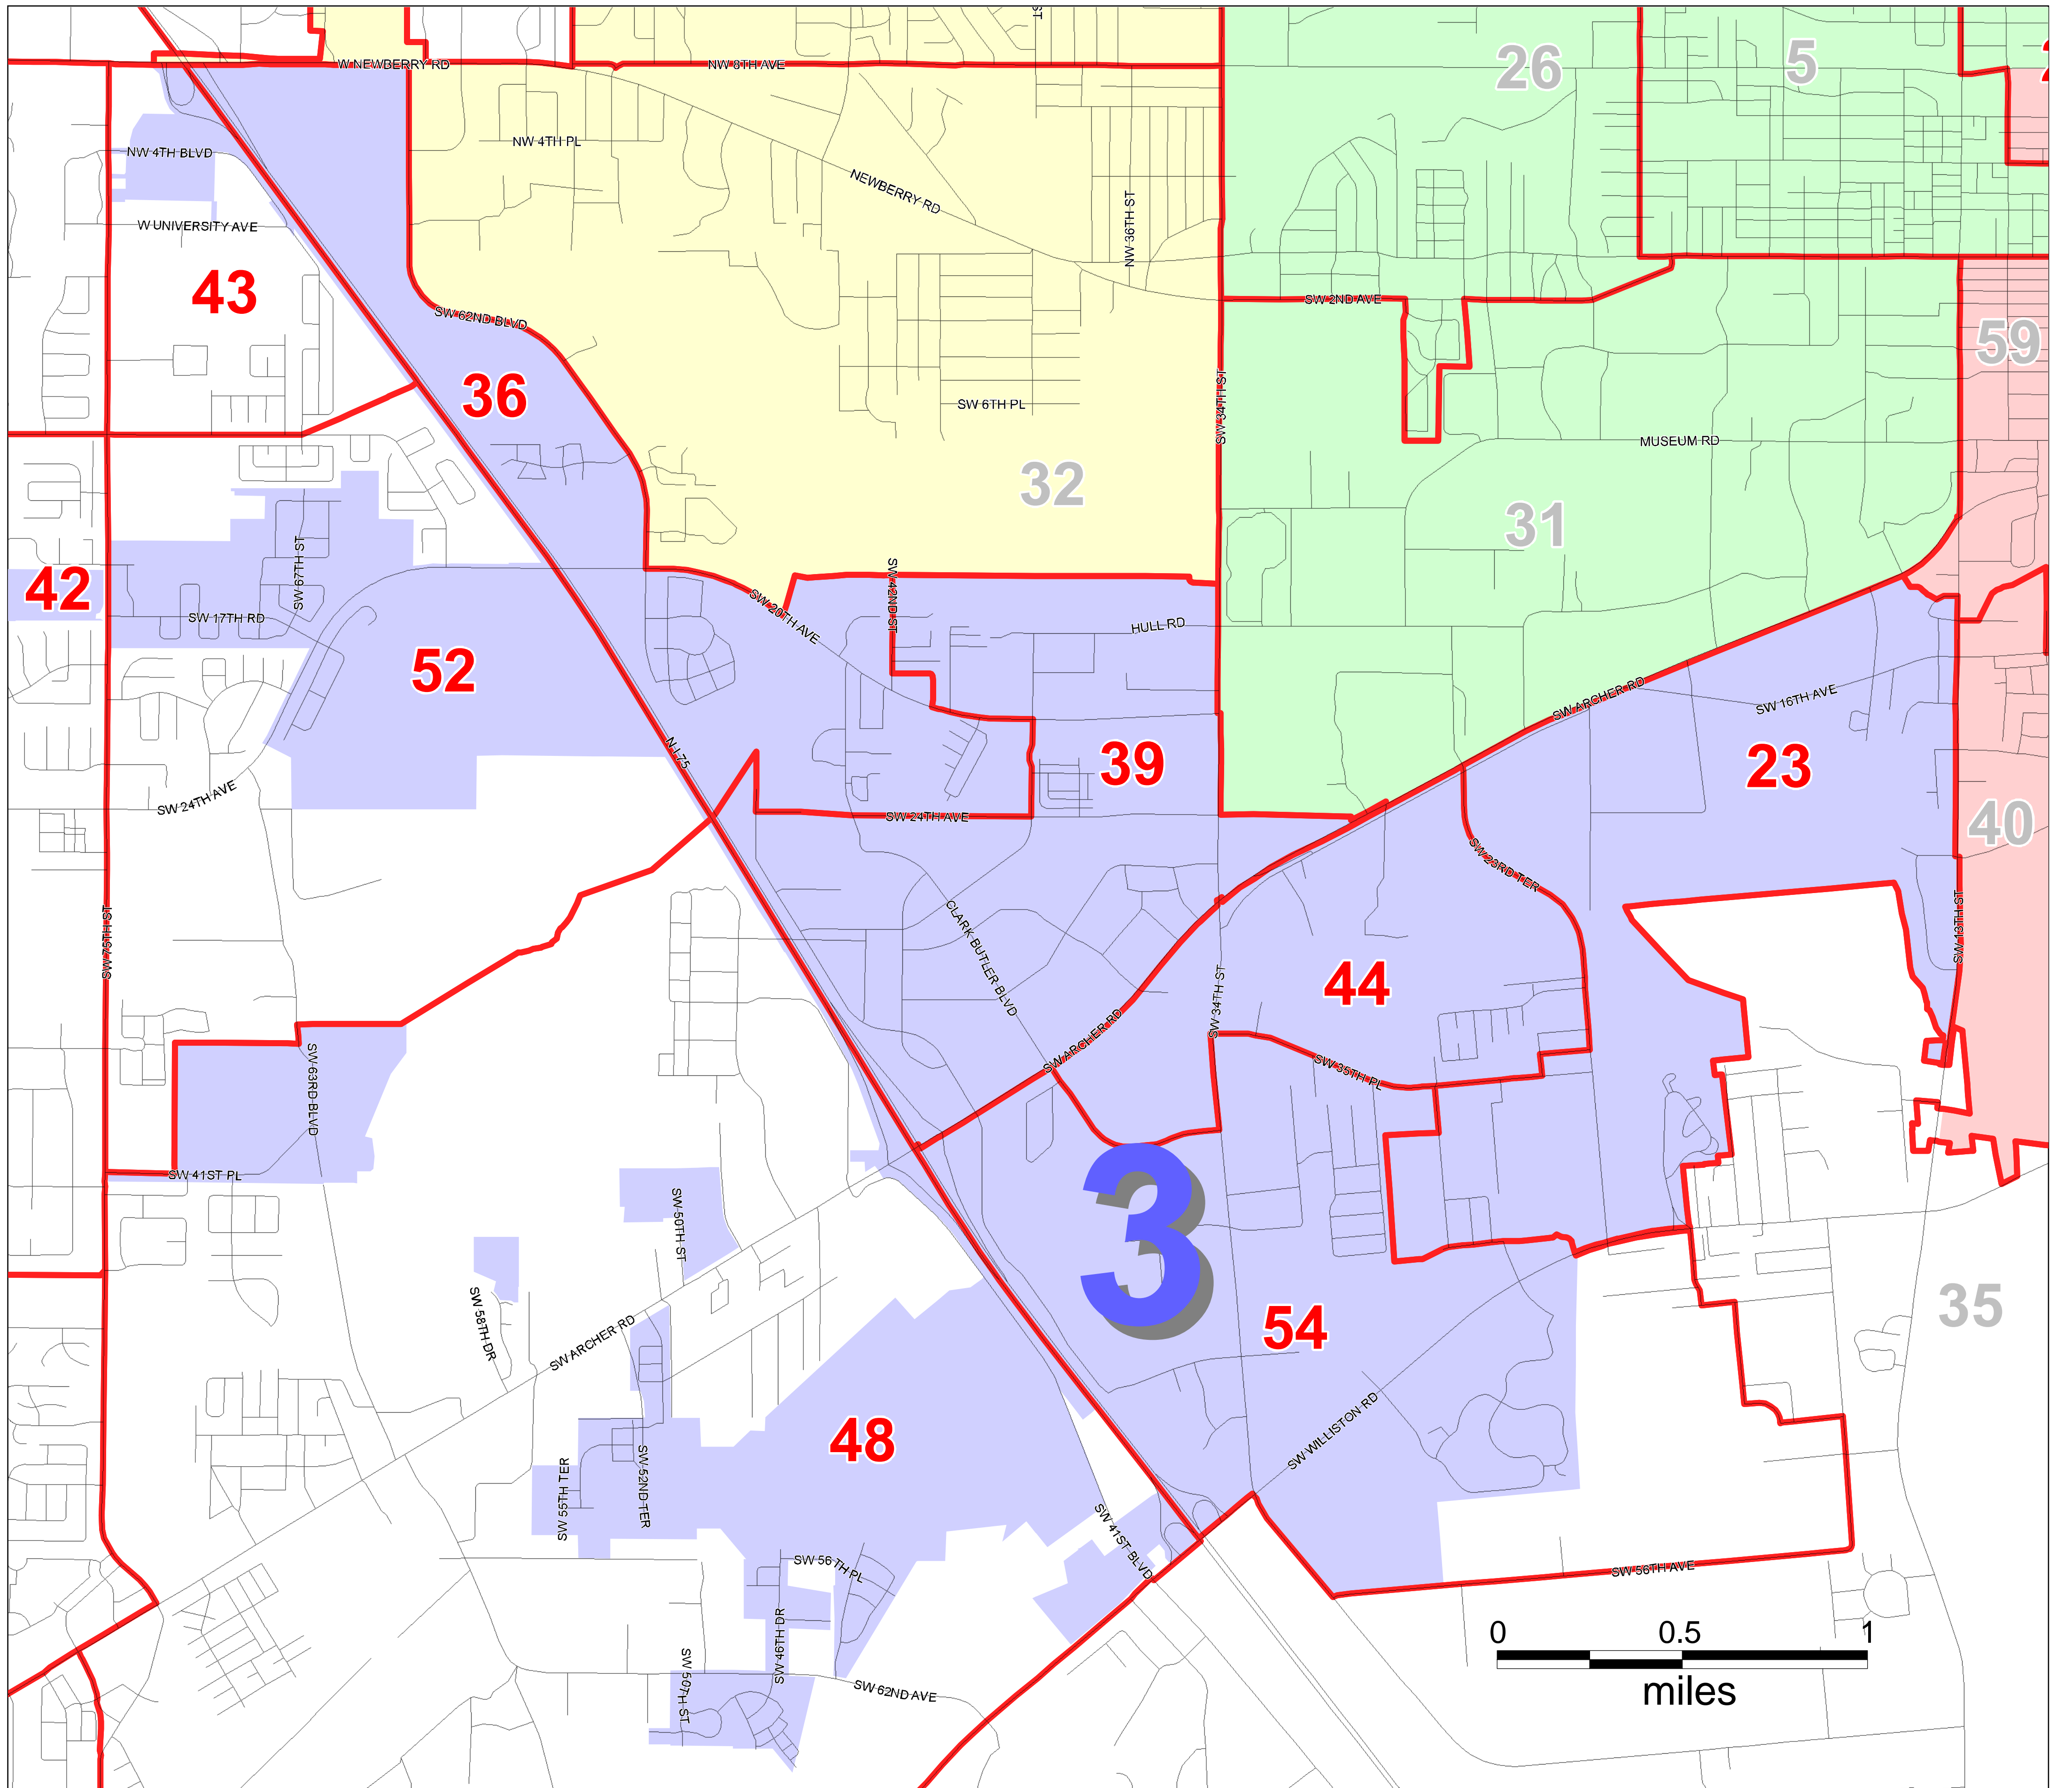 ST
W NEWBERRY RD
NW 8TH AVE
26
5
2
NW 4TH PL
NW 4TH BLVD
NEWBERRY RD
NW 36TH ST
W UNIVERSITY AVE
43
SW 62ND BLVD
SW 2ND AVE
59
36
SW 6TH PL
SW 34TH ST
MUSEUM RD
32
31
42
SW 67TH ST
SW 17TH RD
SW 20TH AVE
SW 42ND ST
HULL RD
52
SW ARCHER RD
SW 16TH AVE
N I-75
39
23
SW 24TH AVE
SW 24TH AVE
40
SW 23RD TER
SW 75TH ST
CLARK BUTLER BLVD
SW 13TH ST
44
SW 34TH ST
SW ARCHER RD
SW 35TH PL
SW 63RD BLVD
SW 41ST PL
SW 50TH ST
3
SW 58TH DR
SW ARCHER RD
54
35
48
SW WILLISTON RD
SW 55TH TER
SW 52ND TER
SW 41ST BLVD
SW 56TH PL
SW 56TH AVE
SW 46TH DR
SW 50TH ST
SW 62ND AVE
0 0.5 1
miles